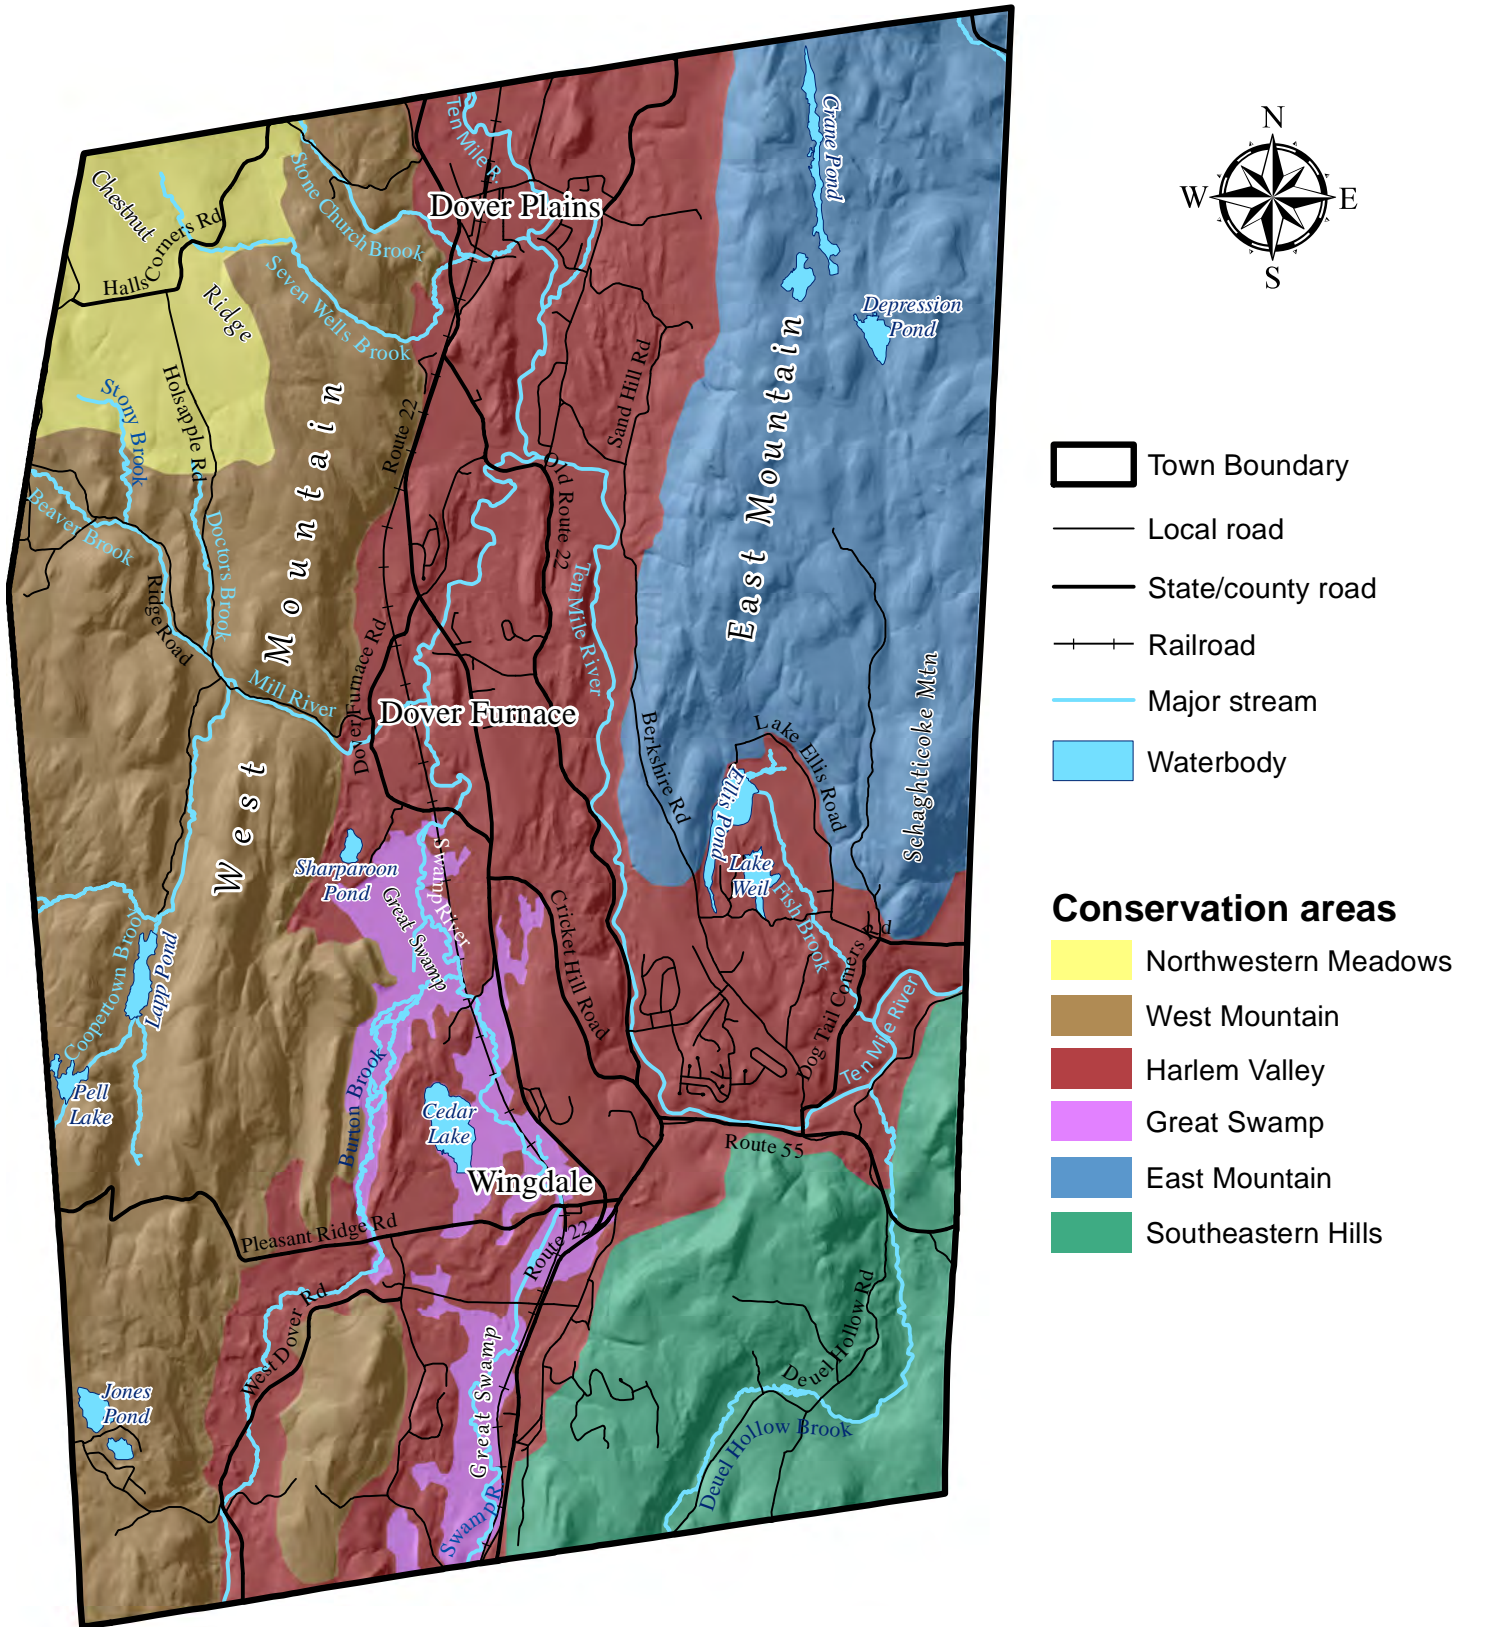 Ten Mile R.
Crane Pond
Stone Church Brook
Chestnut
Ridge
Dover Plains
Halls Corners Rd
Seven Wells Brook
Depression
Pond
East Mountain
Sand Hill Rd
Holsapple Rd
Stony Brook
Route 22
West Mountain
Old Route 22
Beaver Brook
Doctors Brook
Ridge Road
Ten Mile River
Mill River
Dover Furnace Rd
Dover Furnace
Schaghticoke Mtn
Berkshire Rd
Lake Ellis Road
Ellis Pond
Lake
Weil
Fish Brook
Sharparoon
Pond
Swamp River
Great Swamp
Cricket Hill Road
Dog Tail Corners Rd
Ten Mile River
Coopertown Brook
Lapp Pond
Pell
Lake
Burton Brook
Cedar
Lake
Wingdale
Route 55
Pleasant Ridge Rd
Route 22
West Dover Rd
Deuel Hollow Rd
Great Swamp
Jones
Pond
Deuel Hollow Brook
Swamp R.
N
W
E
S
Town Boundary
Local road
State/county road
Railroad
Major stream
Waterbody
Conservation areas
Northwestern Meadows
West Mountain
Harlem Valley
Great Swamp
East Mountain
Southeastern Hills